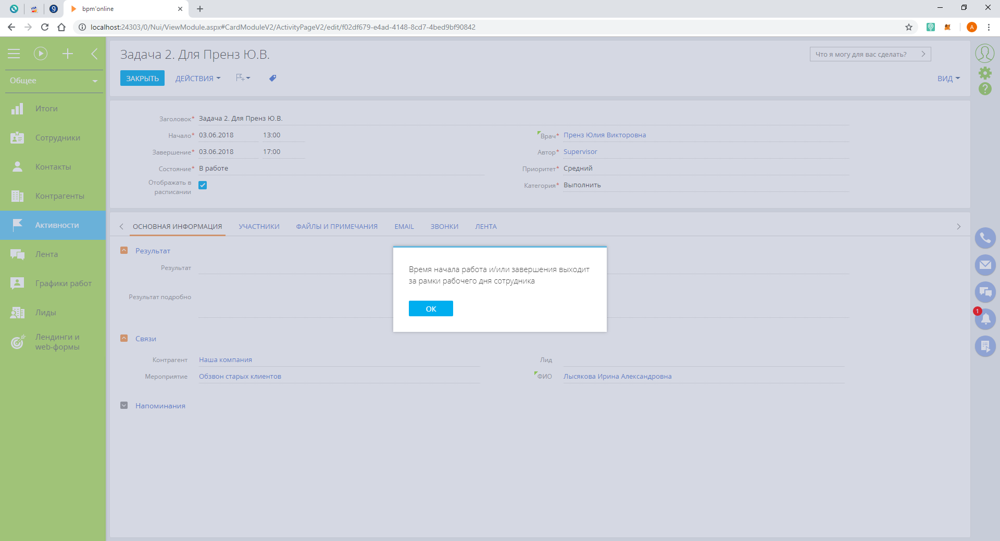 bpm'online
localhost:24303/0/Nui/ViewModule.aspx#CardModuleV2/ActivityPageV2/edit/f02df679-e4ad-4148-8cd7-4bed9bf90842
A
VISA
9
Общее
Итоги
Сотрудники
Контакты
Контрагенты
Активности
Лента
Графики работ
Лиды
Лендинги и
web-формы
Задача 2. Для Пренз Ю.В.
Что я могу для вас сделать?
ЗАКРЫТЬ
ДЕЙСТВИЯ
ВИД
Заголовок* Задача 2. Для Пренз Ю.В.
Начало* 03.06.2018 13:00
Врач* Пренз Юлия Викторовна
Завершение* 03.06.2018 17:00
Автор* Supervisor
Состояние* В работе
Приоритет* Средний
Отображать в
расписании
Категория* Выполнить
ОСНОВНАЯ ИНФОРМАЦИЯ УЧАСТНИКИ ФАЙЛЫ И ПРИМЕЧАНИЯ EMAIL ЗВОНКИ ЛЕНТА
Результат
Результат
Результат подробно
Время начала работа и/или завершения выходит
за рамки рабочего дня сотрудника
ОК
Связи
Контрагент Наша компания
Лид
Мероприятие Обзвон старых клиентов
ФИО Лысякова Ирина Александровна
Напоминания
?
1